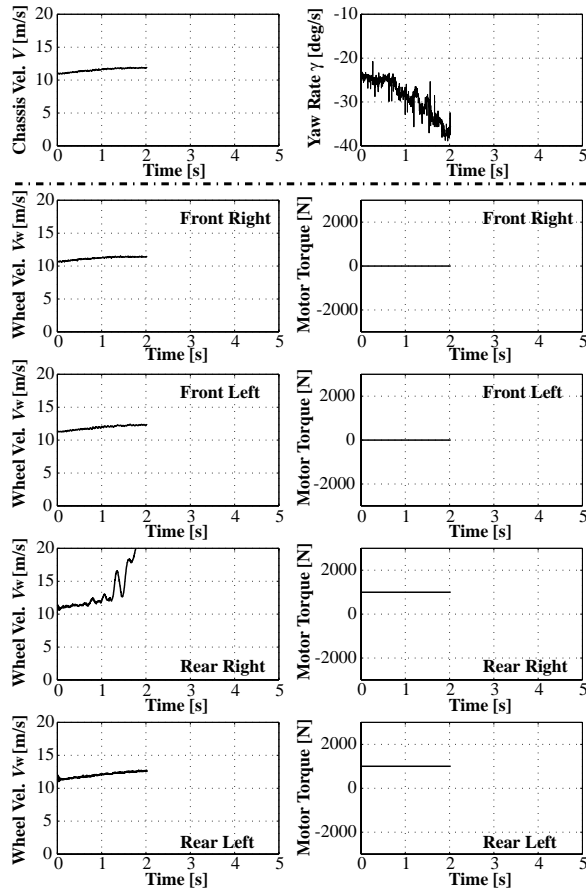 Chassis Vel. V [m/s]
20
15
10
5
0
0 1 2 3 4 5
Time [s]
Yaw Rate γ [deg/s]
-10
-20
-30
-40
0 1 2 3 4 5
Time [s]
Wheel Vel. Vw [m/s]
20
15
10
5
0
Front Right
0 1 2 3 4 5
Time [s]
Motor Torque [N]
2000
0
-2000
Front Right
0 1 2 3 4 5
Time [s]
Wheel Vel. Vw [m/s]
20
15
10
5
0
Front Left
0 1 2 3 4 5
Time [s]
Motor Torque [N]
2000
0
-2000
Front Left
0 1 2 3 4 5
Time [s]
Wheel Vel. Vw [m/s]
20
15
10
5
0
Rear Right
0 1 2 3 4 5
Time [s]
Motor Torque [N]
2000
0
-2000
Rear Right
0 1 2 3 4 5
Time [s]
Wheel Vel. Vw [m/s]
20
15
10
5
0
Rear Left
0 1 2 3 4 5
Time [s]
Motor Torque [N]
2000
0
-2000
Rear Left
0 1 2 3 4 5
Time [s]